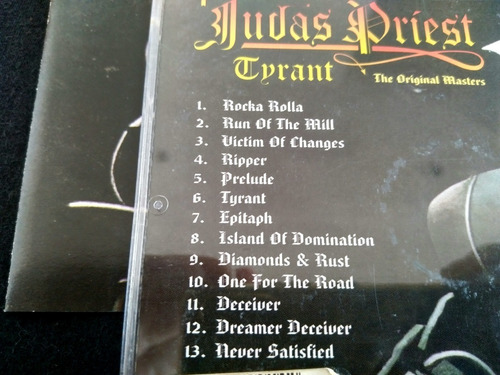 Judas Priest
Tyrant
The Original Masters
1. Rocka Rolla
2. Run Of The Mill
3. Victim Of Changes
4. Ripper
5. Prelude
6. Tyrant
7. Epitaph
8. Island Of Domination
9. Diamonds & Rust
10. One For The Road
11. Deceiver
12. Dreamer Deceiver
13. Never Satisfied